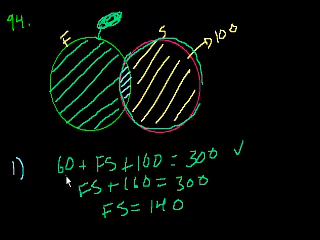 94.
F
S
100
1) 60 + FS + 100 = 300 ✓
FS + 160 = 300
FS = 140